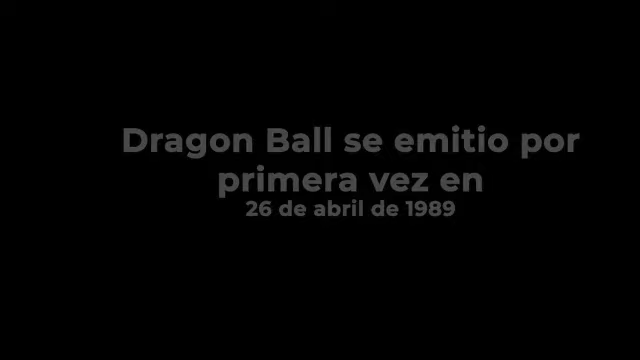 Dragon Ball se emitio por
primera vez en
26 de abril de 1989